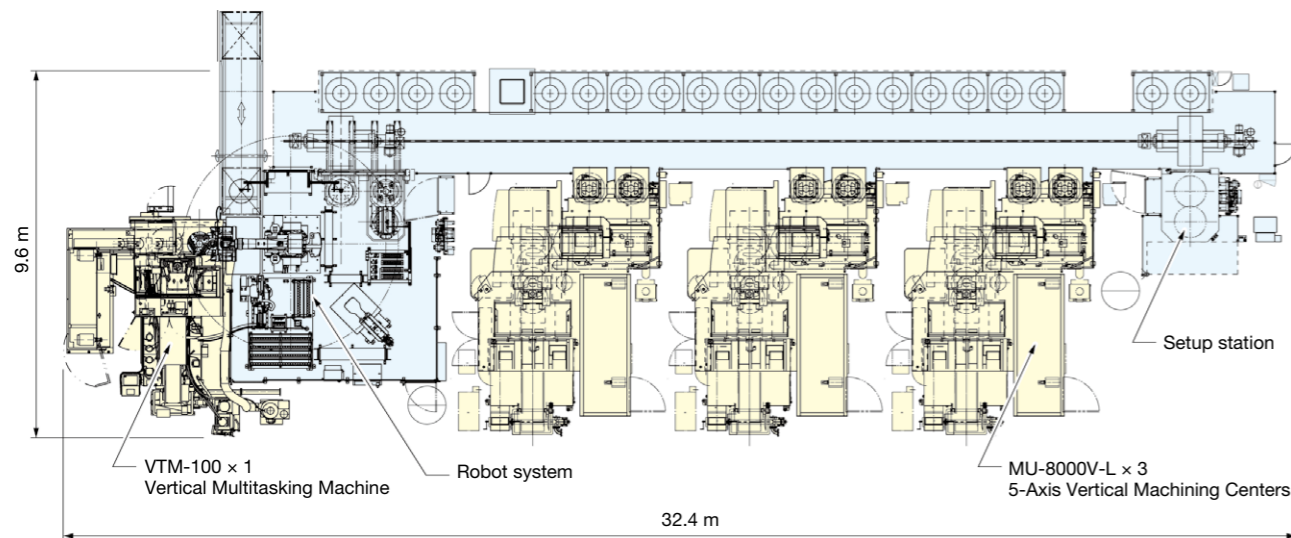 9.6 m
Setup station
VTM-100 × 1
Vertical Multitasking Machine
Robot system
MU-8000V-L × 3
5-Axis Vertical Machining Centers
32.4 m